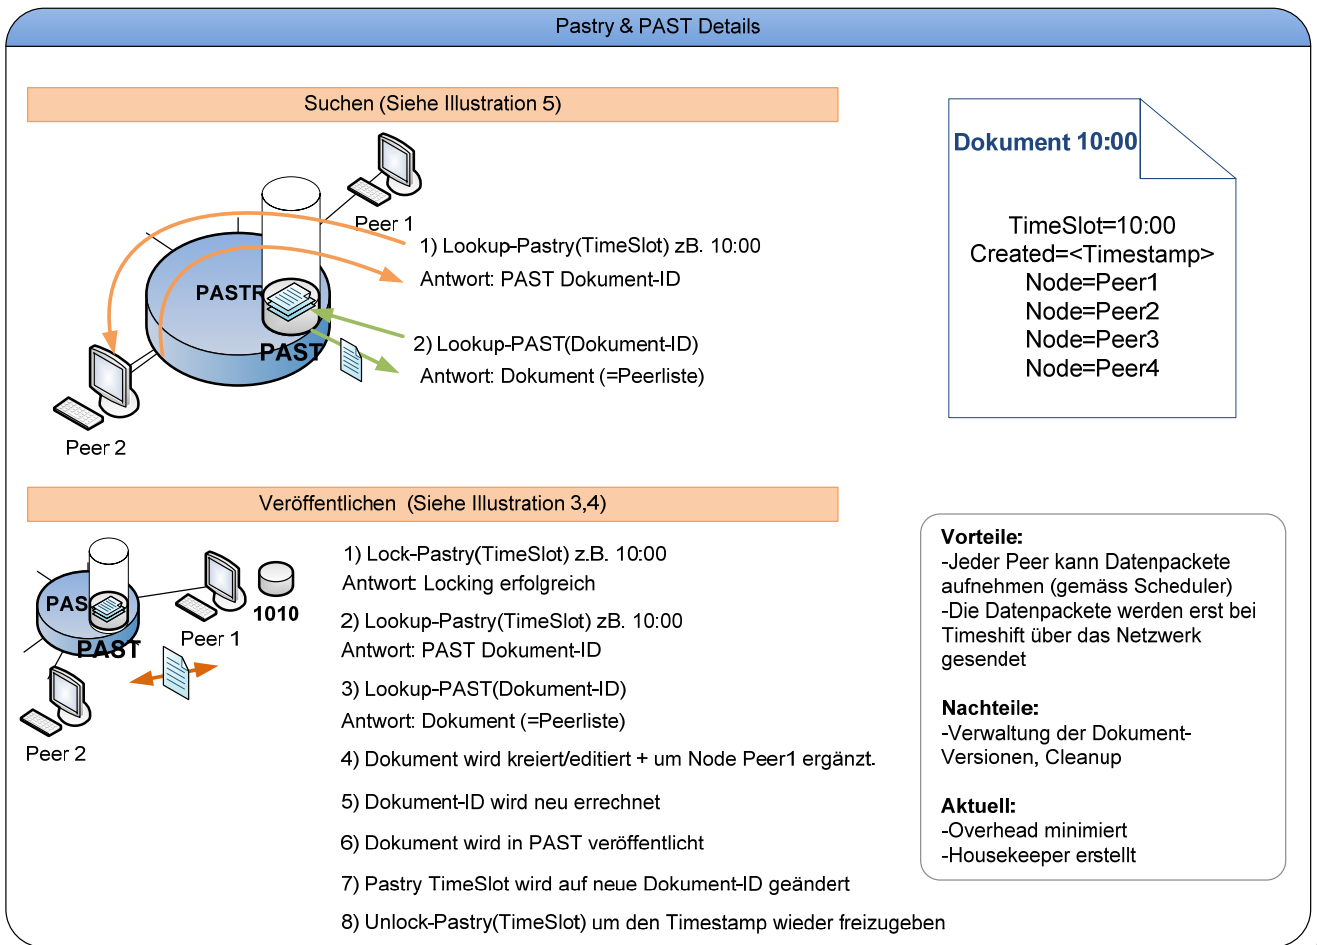 Pastry & PAST Details
Suchen (Siehe Illustration 5)
Peer 1
1) Lookup-Pastry(TimeSlot) zB. 10:00
Antwort: PAST Dokument-ID
PASTR
PAST
2) Lookup-PAST(Dokument-ID)
Antwort: Dokument (=Peerliste)
Peer 2
Dokument 10:00
TimeSlot=10:00
Created=<Timestamp>
Node=Peer1
Node=Peer2
Node=Peer3
Node=Peer4
Veröffentlichen (Siehe Illustration 3,4)
PAS
PAST
Peer 1
1010
Peer 2
1) Lock-Pastry(TimeSlot) z.B. 10:00
Antwort: Locking erfolgreich
2) Lookup-Pastry(TimeSlot) zB. 10:00
Antwort: PAST Dokument-ID
3) Lookup-PAST(Dokument-ID)
Antwort: Dokument (=Peerliste)
4) Dokument wird kreiert/editiert + um Node Peer1 ergänzt.
5) Dokument-ID wird neu errechnet
6) Dokument wird in PAST veröffentlicht
7) Pastry TimeSlot wird auf neue Dokument-ID geändert
8) Unlock-Pastry(TimeSlot) um den Timestamp wieder freizugeben
Vorteile:
-Jeder Peer kann Datenpackete
aufnehmen (gemäss Scheduler)
-Die Datenpackete werden erst bei
Timeshift über das Netzwerk
gesendet
Nachteile:
-Verwaltung der Dokument-
Versionen, Cleanup
Aktuell:
-Overhead minimiert
-Housekeeper erstellt